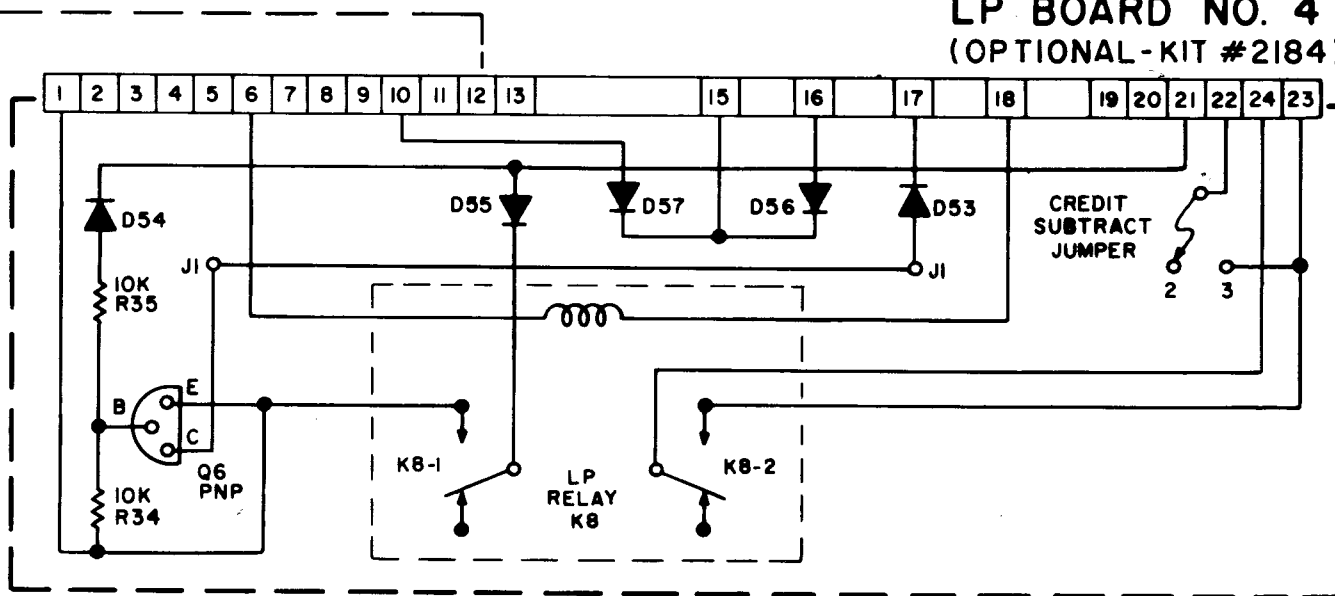 LP BOARD NO. 4
(OPTIONAL-KIT #2184
1 2 3 4 5 6 7 8 9 10 11 12 13 15 16 17 18 19 20 21 22 24 23
D54
D55
D57
D56
D53
CREDIT
SUBTRACT
JUMPER
J1
J1
2
3
10K
R35
B
E
C
Q6
PNP
10K
R34
K8-1
LP
RELAY
K8
K8-2